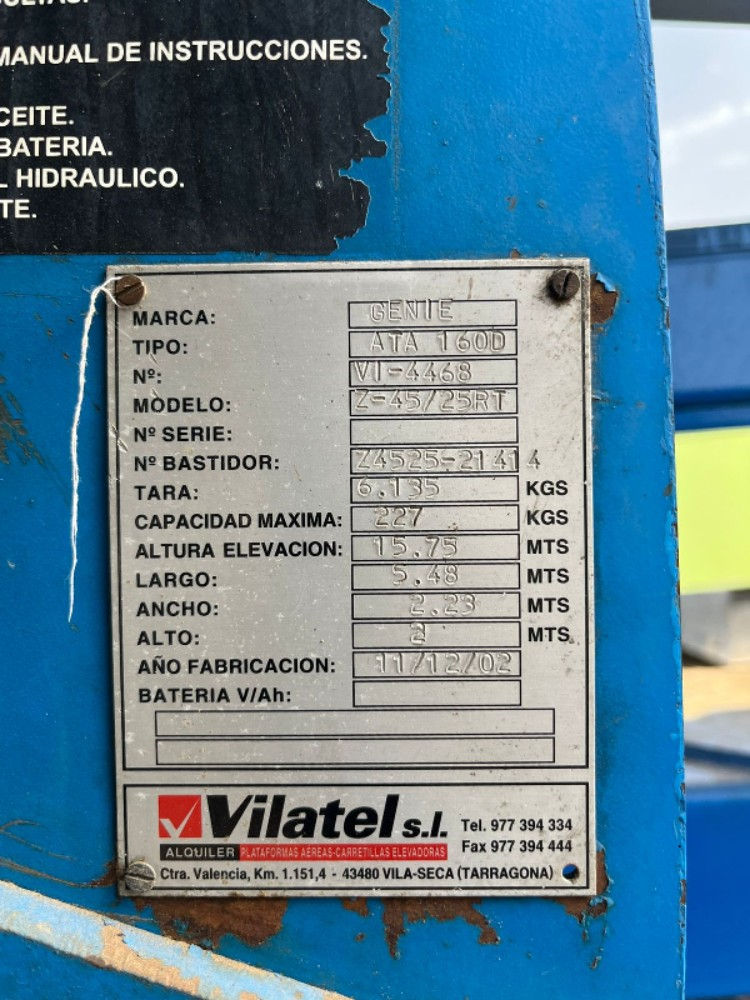 MANUAL DE INSTRUCCIONES.
CEITE.
BATERIA.
L HIDRAULICO.
TE.
MARCA: GENIE
TIPO: ATA 160D
Nº: VI-4468
MODELO: Z-45/25RT
Nº SERIE:
Nº BASTIDOR: Z4525-21414
TARA: 6.135 KGS
CAPACIDAD MAXIMA: 227 KGS
ALTURA ELEVACION: 15.75 MTS
LARGO: 5.48 MTS
ANCHO: 2.23 MTS
ALTO: 2 MTS
AÑO FABRICACION: 11/12/02
BATERIA V/Ah:
Vilatel s.l. Tel. 977 394 334
ALQUILER PLATAFORMAS AÉREAS-CARRETILLAS ELEVADORAS Fax 977 394 444
Ctra. Valencia, Km. 1.151,4 - 43480 VILA-SECA (TARRAGONA)